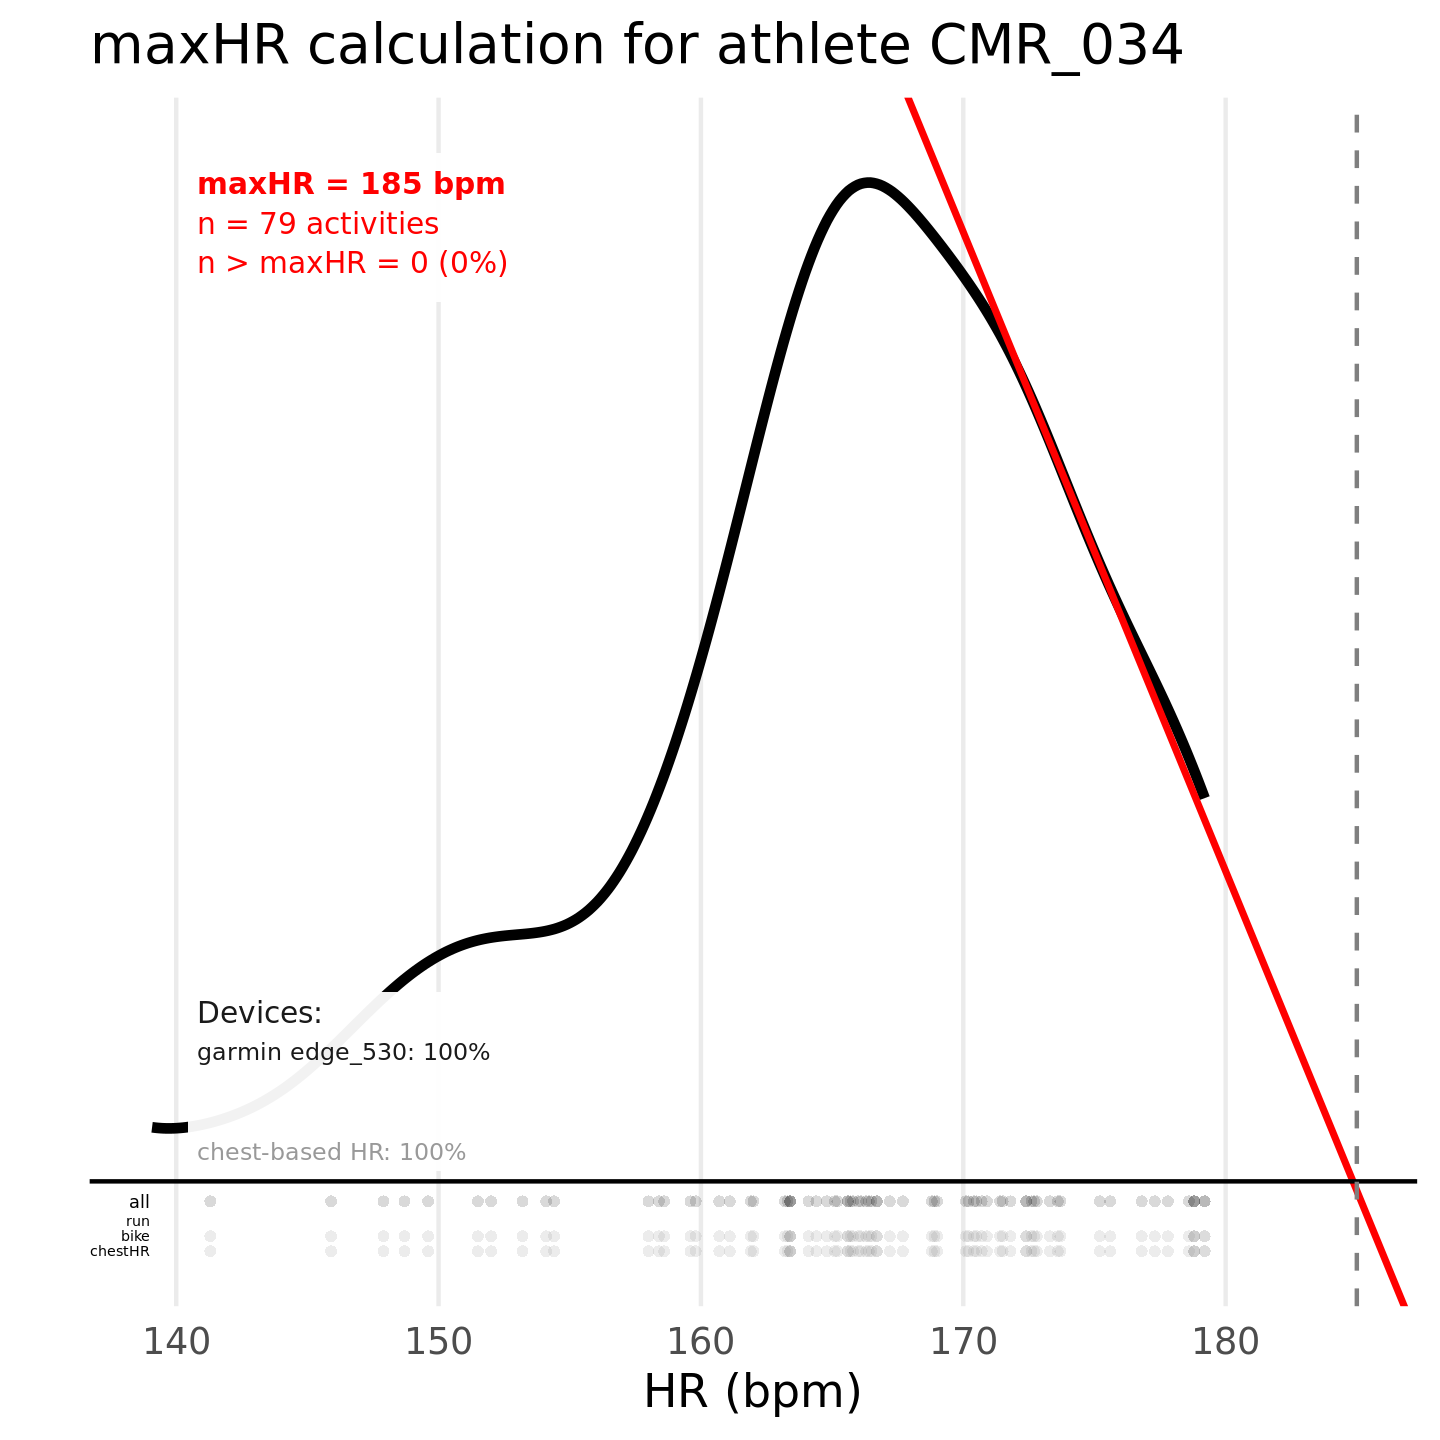 maxHR calculation for athlete CMR_034
maxHR = 185 bpm
n = 79 activities
n > maxHR = 0 (0%)
Devices:
garmin edge_530: 100%
chest-based HR: 100%
all
run
bike
chestHR
140 150 160 170 180
HR (bpm)